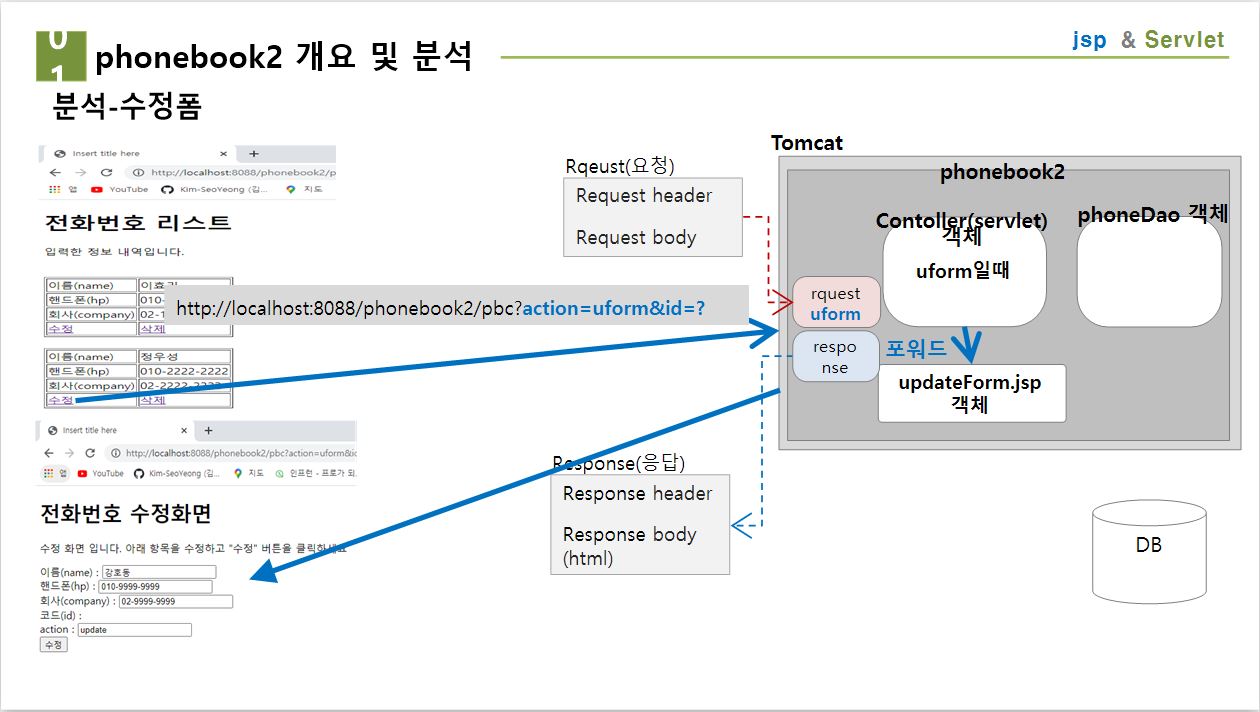 01
phonebook2 개요 및 분석
jsp & Servlet
분석-수정폼
Insert title here
http://localhost:8088/phonebook2/p
앱 YouTube Kim-SeoYeong (김... 지도
전화번호 리스트
입력한 정보 내역입니다.
이름(name)
핸드폰(hp) 010-
회사(company) 02-1
수정 삭제
이름(name) 정우성
핸드폰(hp) 010-2222-2222
회사(company) 02-2222-2222
수정 삭제
http://localhost:8088/phonebook2/pbc?action=uform&id=?
Insert title here
http://localhost:8088/phonebook2/pbc?action=uform&i
앱 YouTube Kim-SeoYeong (김... 지도 인프런 - 프로가 되
전화번호 수정화면
수정 화면 입니다. 아래 항목을 수정하고 "수정" 버튼을 클릭하세요
이름(name) : 강호동
핸드폰(hp) : 010-9999-9999
회사(company) : 02-9999-9999
코드(id) :
action : update
수정
Rqeust(요청)
Request header
Request body
Response(응답)
Response header
Response body
(html)
Tomcat
phonebook2
Contoller(servlet)
객체
uform일때
phoneDao 객체
rquest
uform
respo
nse
포워드
updateForm.jsp
객체
DB